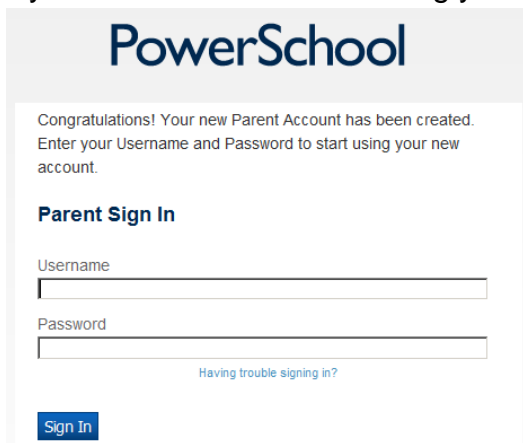 PowerSchool
Congratulations! Your new Parent Account has been created.
Enter your Username and Password to start using your new
account.
Parent Sign In
Username
Password
Having trouble signing in?
Sign In